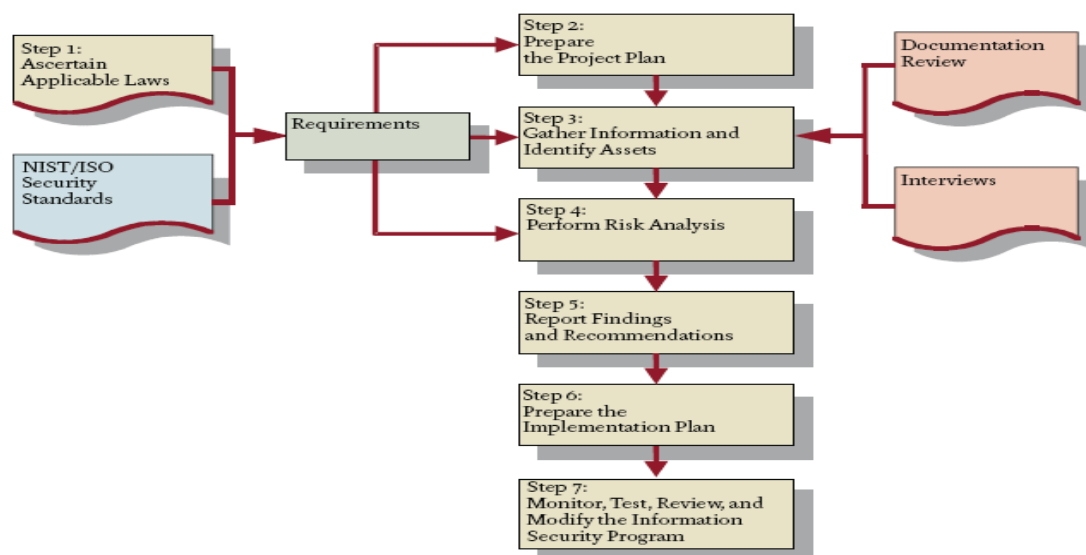 Step 1:
Ascertain
Applicable Laws
NIST/ISO
Security
Standards
Requirements
Step 2:
Prepare
the Project Plan
Step 3:
Gather Information and
Identify Assets
Step 4:
Perform Risk Analysis
Step 5:
Report Findings
and Recommendations
Step 6:
Prepare the
Implementation Plan
Step 7:
Monitor, Test, Review, and
Modify the Information
Security Program
Documentation
Review
Interviews